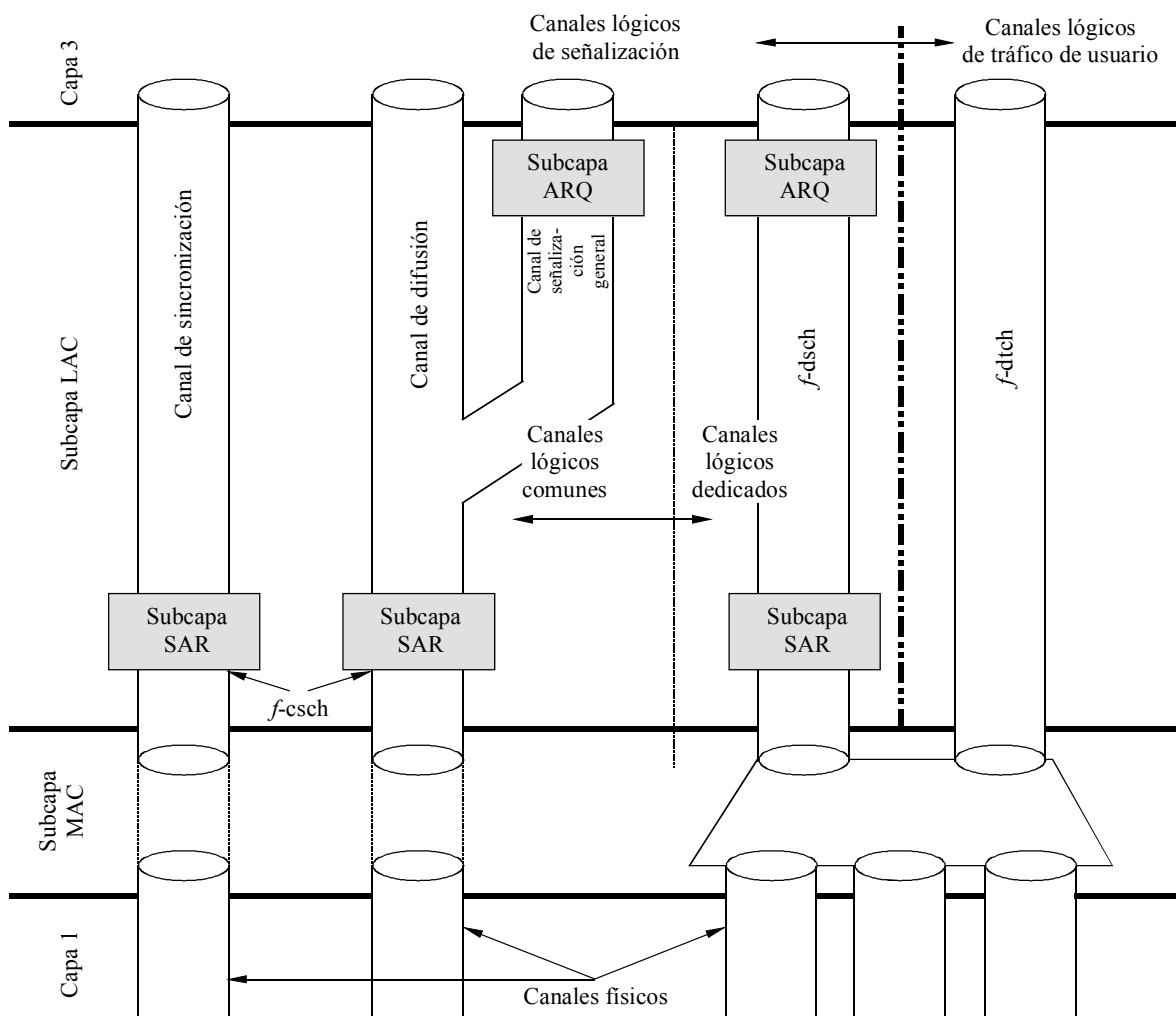 Canales lógicos
de señalización
Canales lógicos
de tráfico de usuario
Capa 3
Subcapa
ARQ
Subcapa
ARQ
Subcapa LAC
Canal de sincronización
Canal de difusión
Canal de
señaliza-
ción
general
f-dsch
f-dtch
Canales
lógicos
comunes
Canales
lógicos
dedicados
Subcapa
SAR
Subcapa
SAR
Subcapa
SAR
f-csch
Subcapa
MAC
Capa 1
Canales físicos